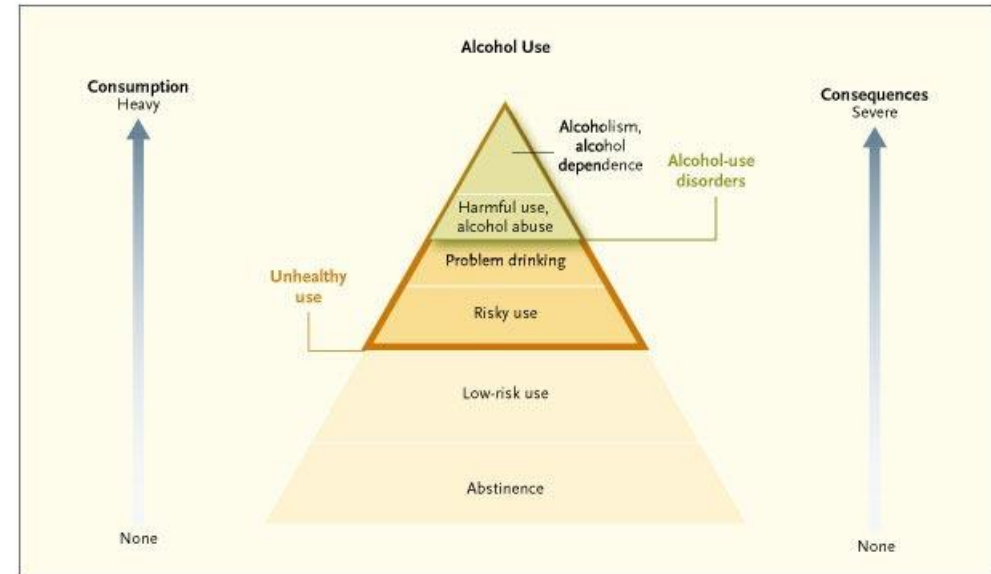 Alcohol Use
Consumption
Heavy
Consequences
Severe
Alcoholism,
alcohol
dependence
Alcohol-use
disorders
Harmful use,
alcohol abuse
Problem drinking
Unhealthy
use
Risky use
Low-risk use
Abstinence
None
None